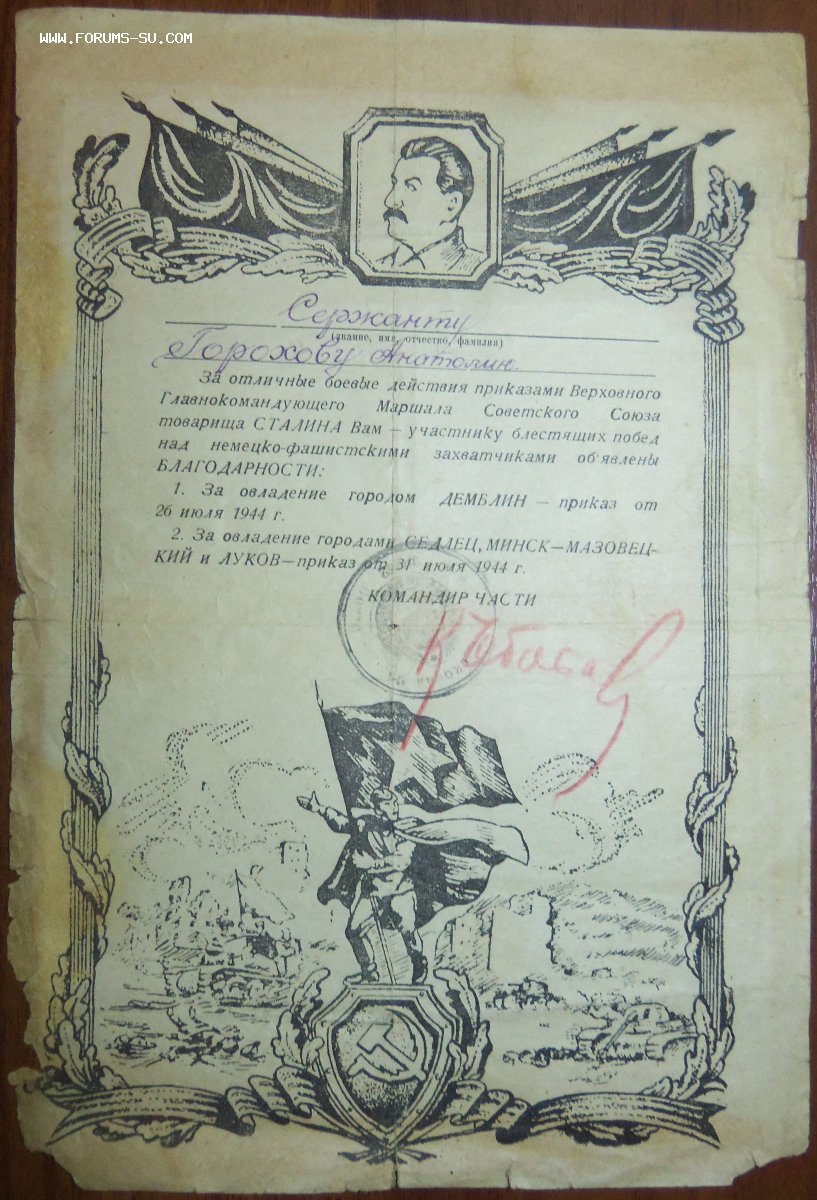 WWW.FORUMS-SU.COM
Сержанту
(звание, имя, отчество, фамилия)
Горохову Анатолию.
За отличные боевые действия приказами Верховного
Главнокомандующего Маршала Советского Союза
товарища СТАЛИНА Вам — участнику блестящих побед
над немецко-фашистскими захватчиками об'явлены
БЛАГОДАРНОСТИ:
1. За овладение городом ДЕМБЛИН — приказ от
26 июля 1944 г.
2. За овладение городами СЕДЛЕЦ, МИНСК—МАЗОВЕЦ-
КИЙ и ЛУКОВ—приказ от 31 июля 1944 г.
КОМАНДИР ЧАСТИ